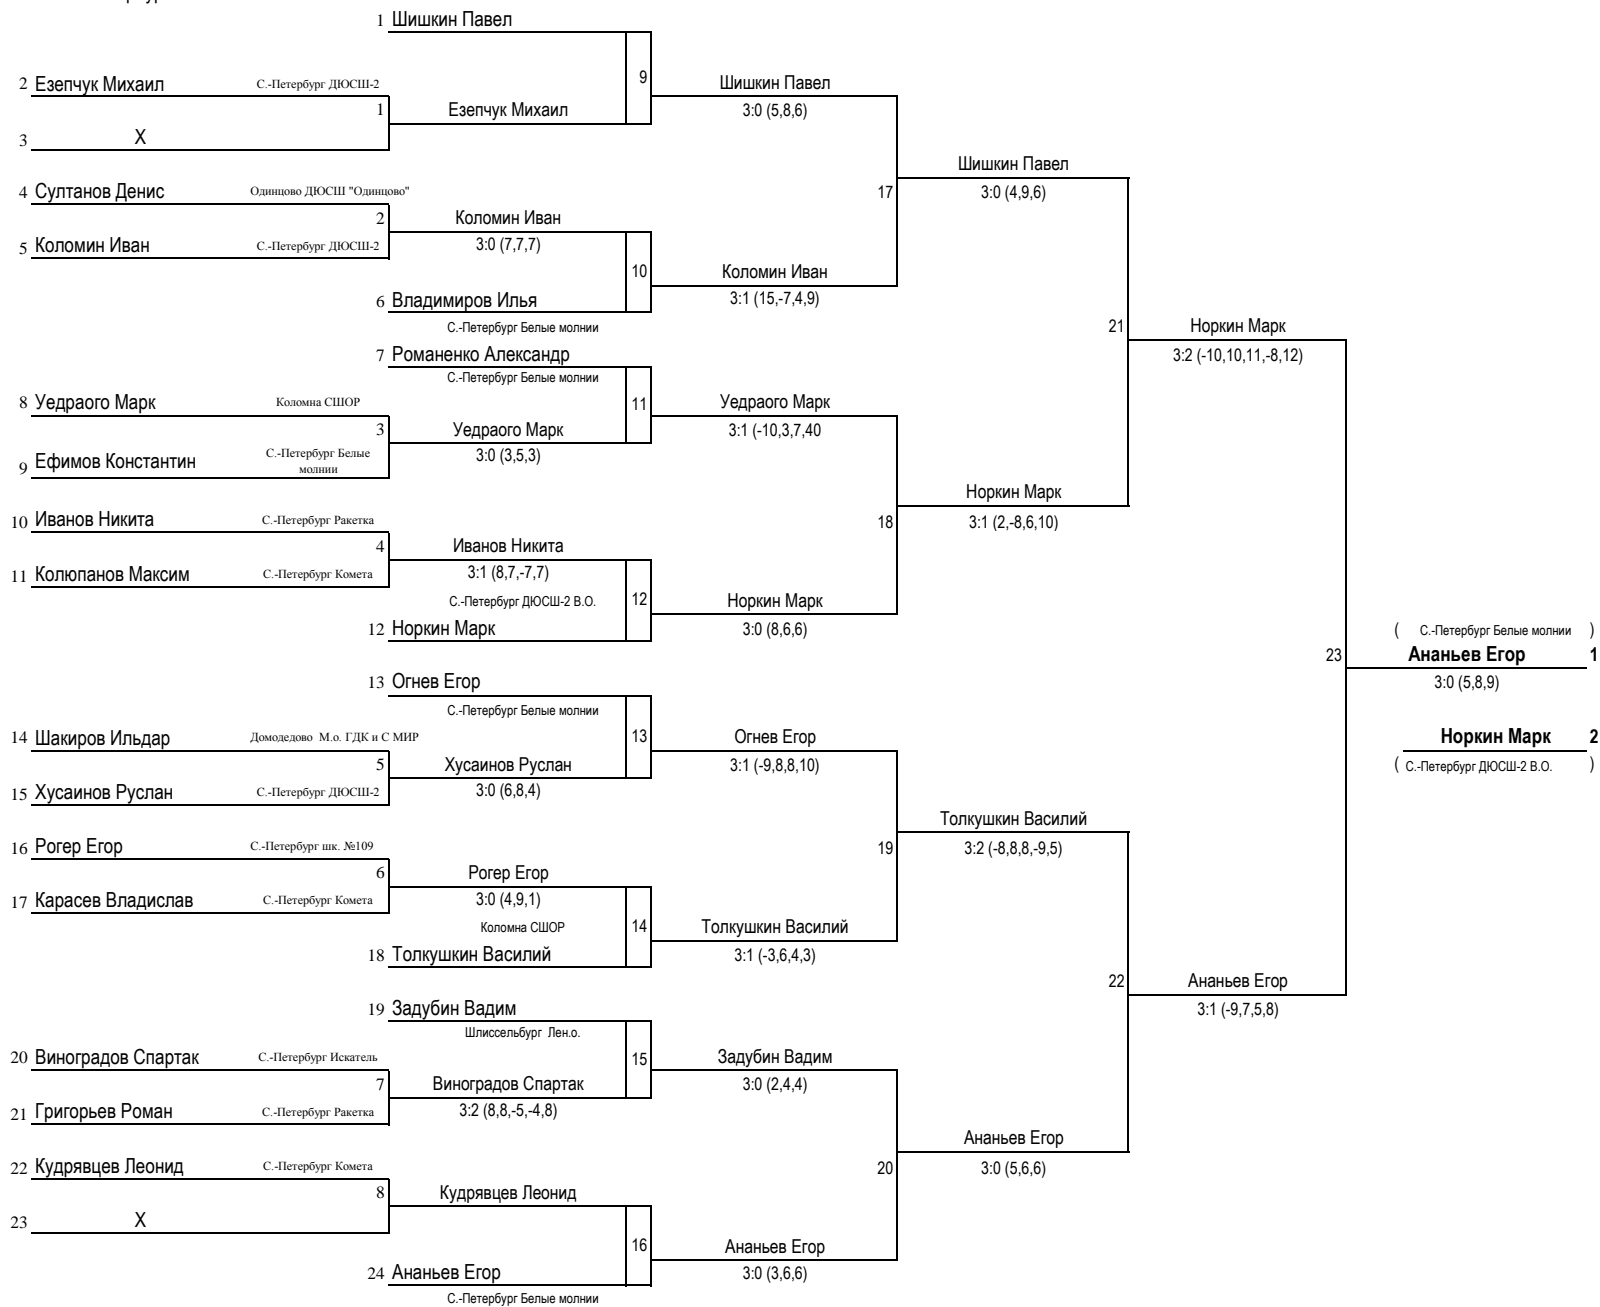 1 Шишкин Павел
2 Езепчук Михаил С.-Петербург ДЮСШ-2
9
Шишкин Павел
1 Езепчук Михаил
3:0 (5,8,6)
3 X
Шишкин Павел
4 Султанов Денис Одинцово ДЮСШ "Одинцово"
17
3:0 (4,9,6)
2 Коломин Иван
5 Коломин Иван С.-Петербург ДЮСШ-2
3:0 (7,7,7)
10
Коломин Иван
6 Владимиров Илья
3:1 (15,-7,4,9)
С.-Петербург Белые молнии
21
Норкин Марк
7 Романенко Александр
3:2 (-10,10,11,-8,12)
С.-Петербург Белые молнии
8 Уедраого Марк Коломна СШОР
11
Уедраого Марк
3 Уедраого Марк
3:1 (-10,3,7,40
9 Ефимов Константин С.-Петербург Белые
молнии
3:0 (3,5,3)
Норкин Марк
10 Иванов Никита С.-Петербург Ракетка
18
3:1 (2,-8,6,10)
4 Иванов Никита
11 Колюпанов Максим С.-Петербург Комета
3:1 (8,7,-7,7)
С.-Петербург ДЮСШ-2 В.О.
12
Норкин Марк
12 Норкин Марк
3:0 (8,6,6)
( С.-Петербург Белые молнии )
23
Ананьев Егор 1
3:0 (5,8,9)
13 Огнев Егор
С.-Петербург Белые молнии
14 Шакиров Ильдар Домодедово М.о. ГДК и С МИР
13
Огнев Егор
Норкин Марк 2
5 Хусаинов Руслан
3:1 (-9,8,8,10)
( С.-Петербург ДЮСШ-2 В.О. )
15 Хусаинов Руслан С.-Петербург ДЮСШ-2
3:0 (6,8,4)
Толкушкин Василий
16 Рогер Егор С.-Петербург шк. №109
19
3:2 (-8,8,8,-9,5)
6 Рогер Егор
17 Карасев Владислав С.-Петербург Комета
3:0 (4,9,1)
Коломна СШОР
14
Толкушкин Василий
18 Толкушкин Василий
3:1 (-3,6,4,3)
22
Ананьев Егор
3:1 (-9,7,5,8)
19 Задубин Вадим
Шлиссельбург Лен.о.
20 Виноградов Спартак С.-Петербург Искатель
15
Задубин Вадим
7 Виноградов Спартак
3:0 (2,4,4)
21 Григорьев Роман С.-Петербург Ракетка
3:2 (8,8,-5,-4,8)
Ананьев Егор
22 Кудрявцев Леонид С.-Петербург Комета
20
3:0 (5,6,6)
8 Кудрявцев Леонид
23 X
16
Ананьев Егор
24 Ананьев Егор
3:0 (3,6,6)
С.-Петербург Белые молнии